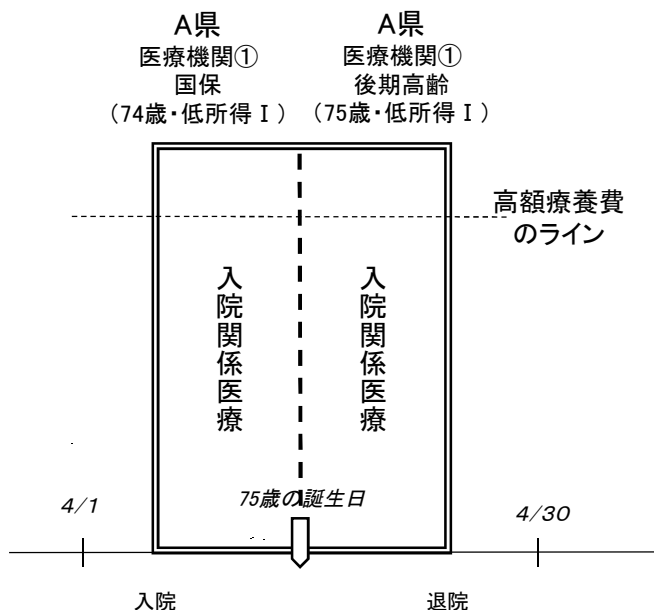 A県
医療機関①
国保
（74歳・低所得Ⅰ）
A県
医療機関①
後期高齢
（75歳・低所得Ⅰ）
高額療養費
のライン
入院関係医療
入院関係医療
75歳の誕生日
4/1
4/30
入院
退院